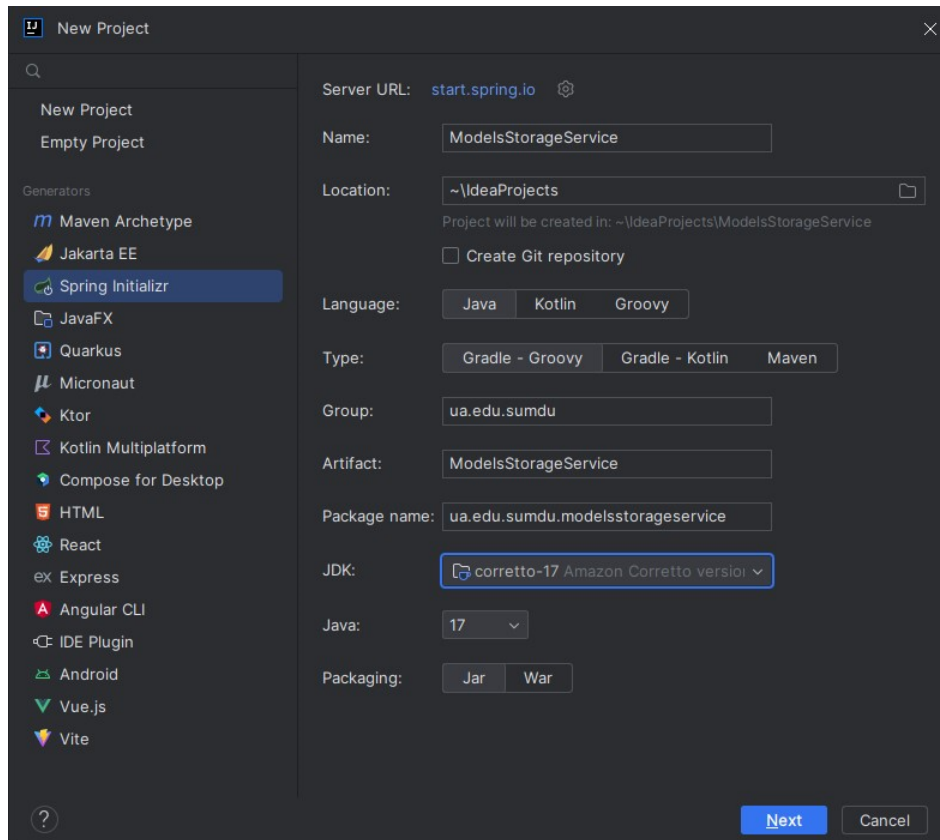 New Project
New Project
Empty Project
Generators
Maven Archetype
Jakarta EE
Spring Initializr
JavaFX
Quarkus
Micronaut
Ktor
Kotlin Multiplatform
Compose for Desktop
HTML
React
ex Express
Angular CLI
IDE Plugin
Android
Vue.js
Vite
Server URL: start.spring.io
Name: ModelsStorageService
Location: ~\IdeaProjects
Project will be created in: ~\IdeaProjects\ModelsStorageService
Create Git repository
Language: Java Kotlin Groovy
Type: Gradle - Groovy Gradle - Kotlin Maven
Group: ua.edu.sumdu
Artifact: ModelsStorageService
Package name: ua.edu.sumdu.modelsstorageservice
JDK: corretto-17 Amazon Corretto version
Java: 17
Packaging: Jar War
? Next Cancel